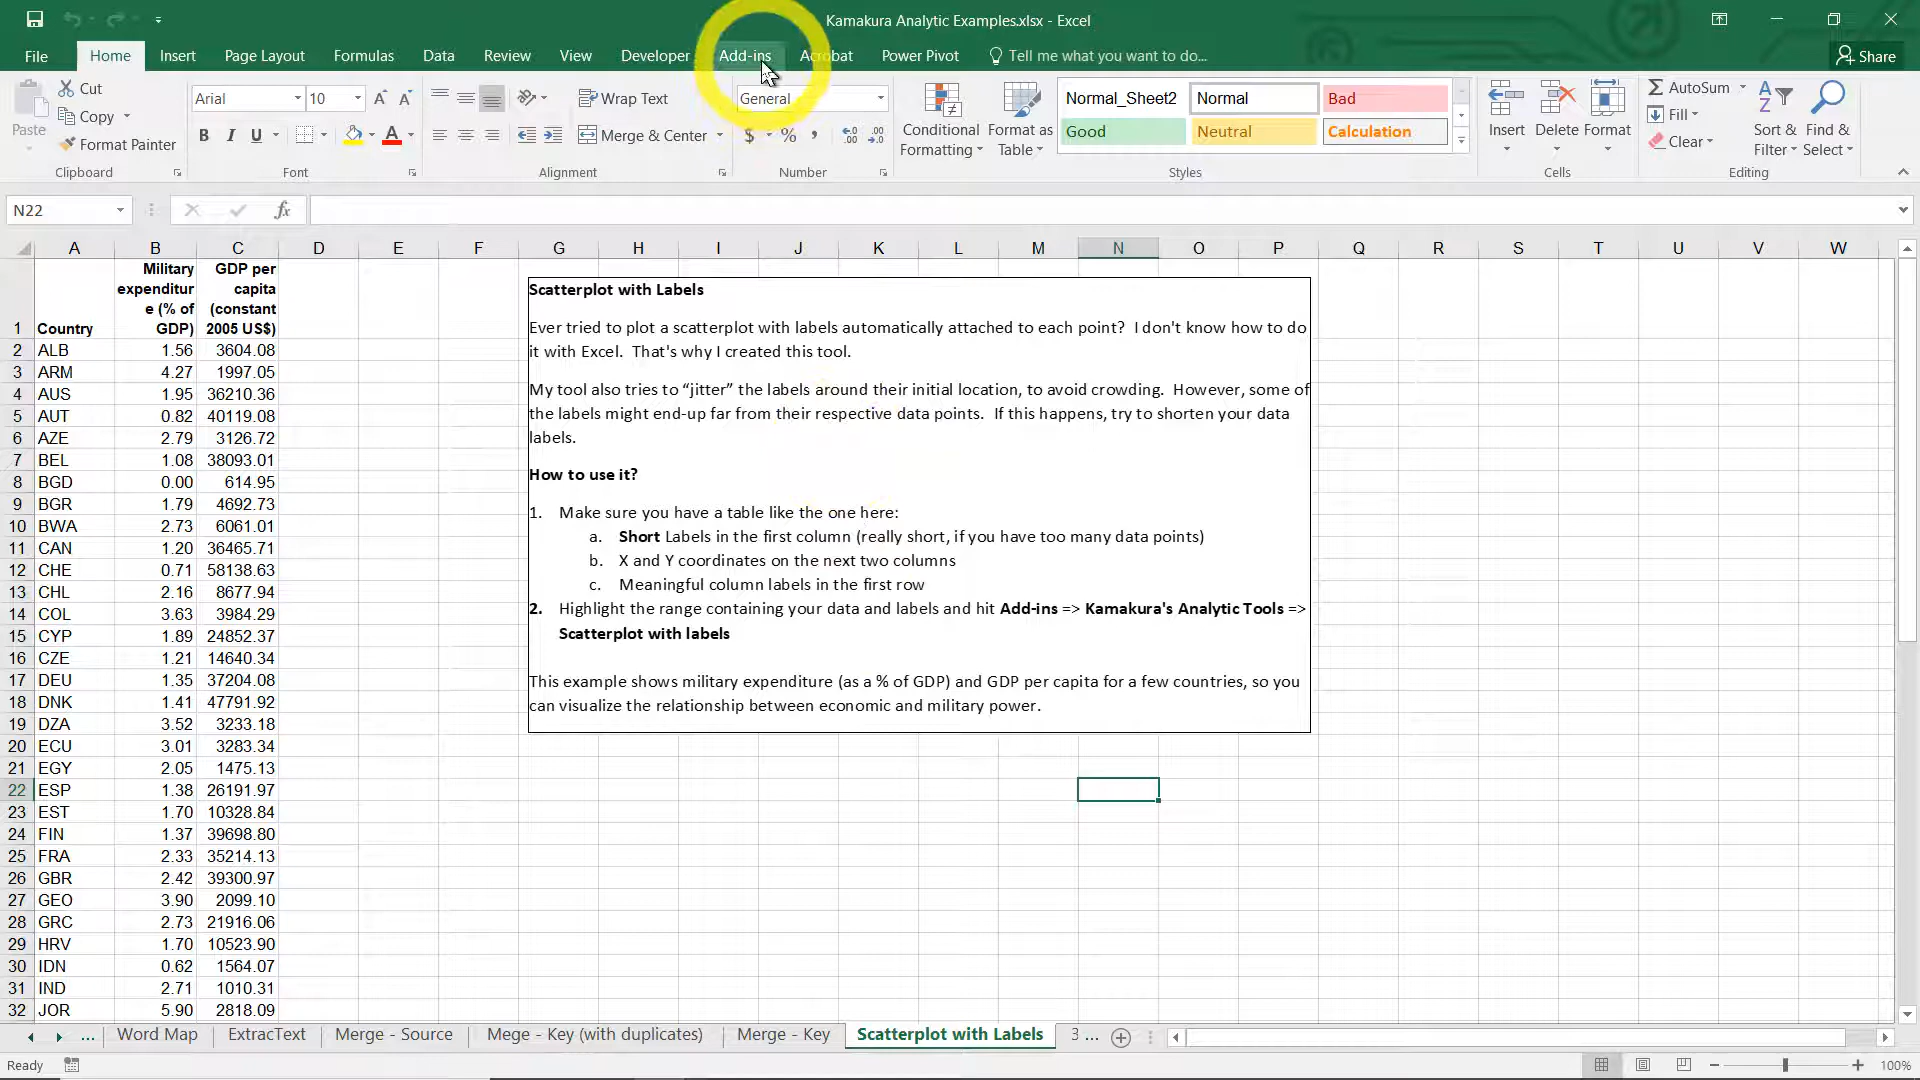 Kamakura Analytic Examples.xlsx - Excel
File Home Insert Page Layout Formulas Data Review View Developer Add-ins Acrobat Power Pivot Tell me what you want to do... Share
Paste
Cut
Copy
Format Painter
Clipboard
Arial 10
B I U
Font
Wrap Text
Merge & Center
Alignment
General
$ % ,
Number
Conditional Formatting
Format as Table
Normal_Sheet2 Normal Bad
Good Neutral Calculation
Styles
Insert Delete Format
Cells
AutoSum
Fill
Clear
Sort & Filter
Find & Select
Editing
N22 fx
A B C D E F G H I J K L M N O P Q R S T U V W
1 Country Military expenditure (% of GDP) GDP per capita (constant 2005 US$)
2 ALB 1.56 3604.08
3 ARM 4.27 1997.05
4 AUS 1.95 36210.36
5 AUT 0.82 40119.08
6 AZE 2.79 3126.72
7 BEL 1.08 38093.01
8 BGD 0.00 614.95
9 BGR 1.79 4692.73
10 BWA 2.73 6061.01
11 CAN 1.20 36465.71
12 CHE 0.71 58138.63
13 CHL 2.16 8677.94
14 COL 3.63 3984.29
15 CYP 1.89 24852.37
16 CZE 1.21 14640.34
17 DEU 1.35 37204.08
18 DNK 1.41 47791.92
19 DZA 3.52 3233.18
20 ECU 3.01 3283.34
21 EGY 2.05 1475.13
22 ESP 1.38 26191.97
23 EST 1.70 10328.84
24 FIN 1.37 39698.80
25 FRA 2.33 35214.13
26 GBR 2.42 39300.97
27 GEO 3.90 2099.10
28 GRC 2.73 21916.06
29 HRV 1.70 10523.90
30 IDN 0.62 1564.07
31 IND 2.71 1010.31
32 JOR 5.90 2818.09
Scatterplot with Labels
Ever tried to plot a scatterplot with labels automatically attached to each point? I don't know how to do
it with Excel. That's why I created this tool.
My tool also tries to “jitter” the labels around their initial location, to avoid crowding. However, some of
the labels might end-up far from their respective data points. If this happens, try to shorten your data
labels.
How to use it?
1. Make sure you have a table like the one here:
a. Short Labels in the first column (really short, if you have too many data points)
b. X and Y coordinates on the next two columns
c. Meaningful column labels in the first row
2. Highlight the range containing your data and labels and hit Add-ins => Kamakura's Analytic Tools =>
Scatterplot with labels
This example shows military expenditure (as a % of GDP) and GDP per capita for a few countries, so you
can visualize the relationship between economic and military power.
... Word Map ExtracText Merge - Source Mege - Key (with duplicates) Merge - Key Scatterplot with Labels 3 ...
Ready 100%